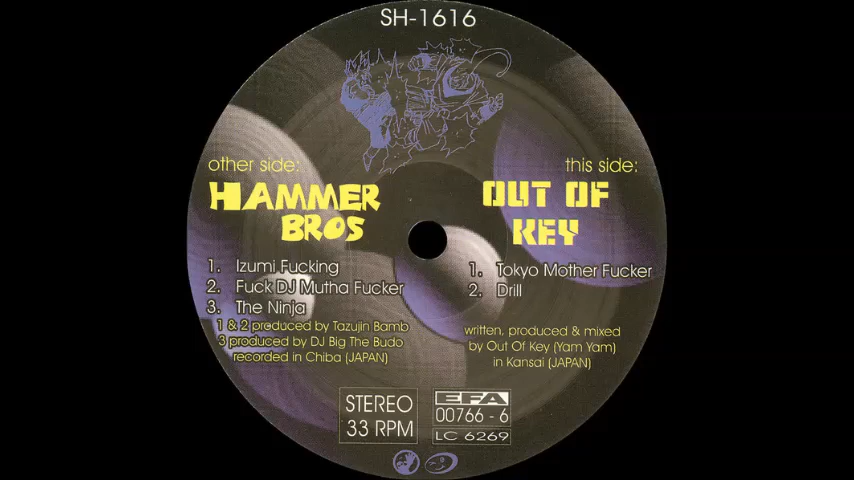 SH-1616
other side:
HAMMER
BROS
1. Izumi Fucking
2. Fuck DJ Mutha Fucker
3. The Ninja
1 & 2 produced by Tazujin Bamb
3 produced by DJ Big The Budo
recorded in Chiba (JAPAN)
this side:
OUT OF
KEY
1. Tokyo Mother Fucker
2. Drill
written, produced & mixed
by Out Of Key (Yam Yam)
in Kansai (JAPAN)
STEREO
33 RPM
EFA
00766 - 6
LC 6269